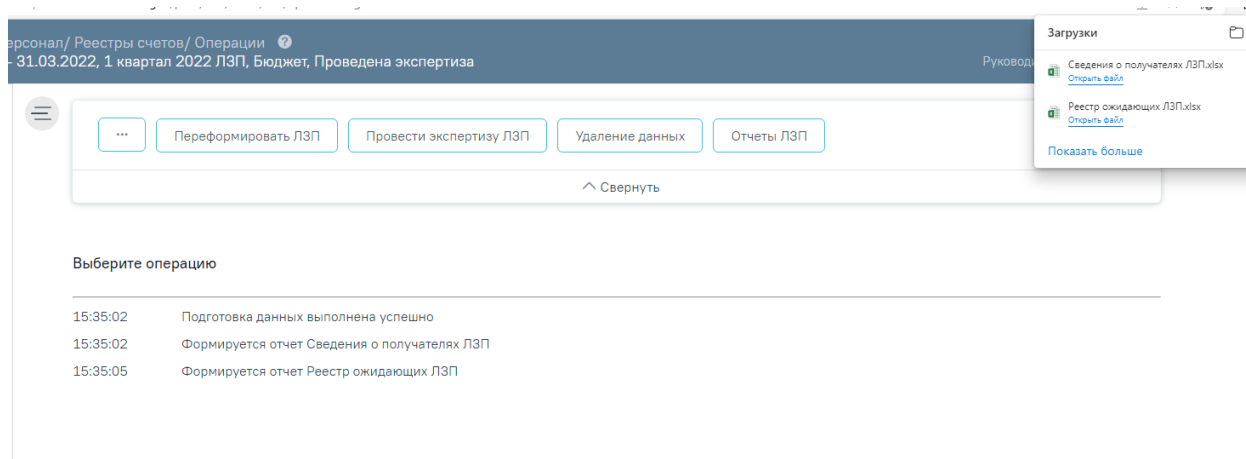 ерсонал/ Реестры счетов/ Операции ?
- 31.03.2022, 1 квартал 2022 ЛЗП, Бюджет, Проведена экспертиза
Руковод
Загрузки
Сведения о получателях ЛЗП.xlsx
Открыть файл
Реестр ожидающих ЛЗП.xlsx
Открыть файл
Показать больше
... Переформировать ЛЗП Провести экспертизу ЛЗП Удаление данных Отчеты ЛЗП
Свернуть
Выберите операцию
15:35:02 Подготовка данных выполнена успешно
15:35:02 Формируется отчет Сведения о получателях ЛЗП
15:35:05 Формируется отчет Реестр ожидающих ЛЗП